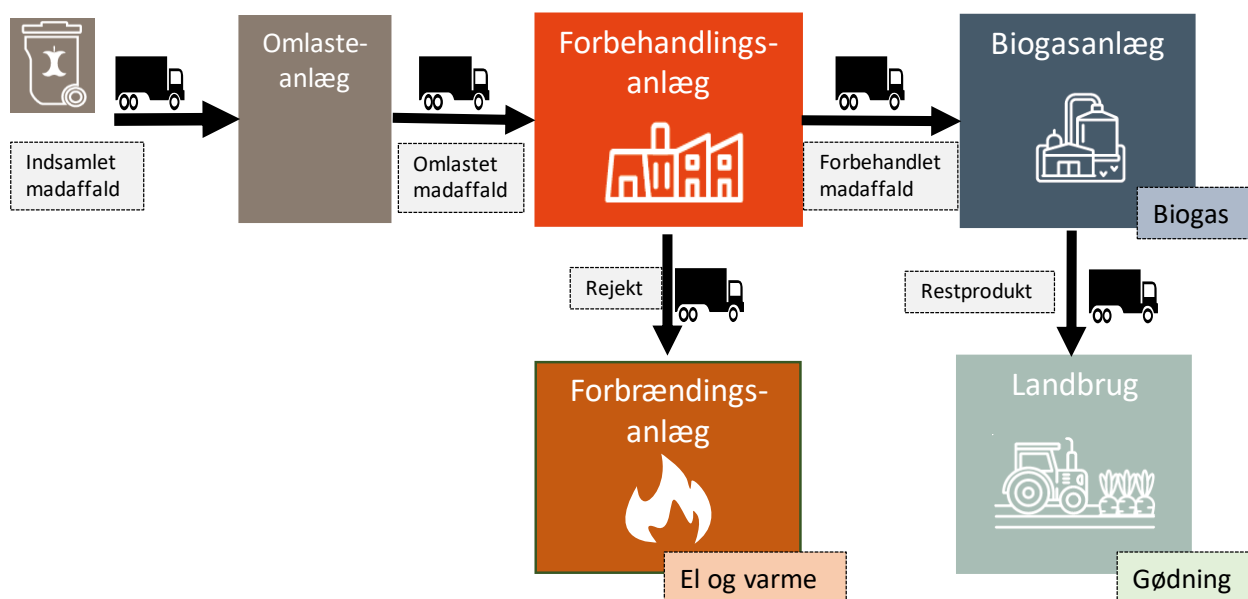 Omlaste-
anlæg
Forbehandlings-
anlæg
Biogasanlæg
Indsamlet
madaffald
Omlastet
madaffald
Forbehandlet
madaffald
Biogas
Rejekt
Restprodukt
Forbrændings-
anlæg
Landbrug
El og varme
Gødning